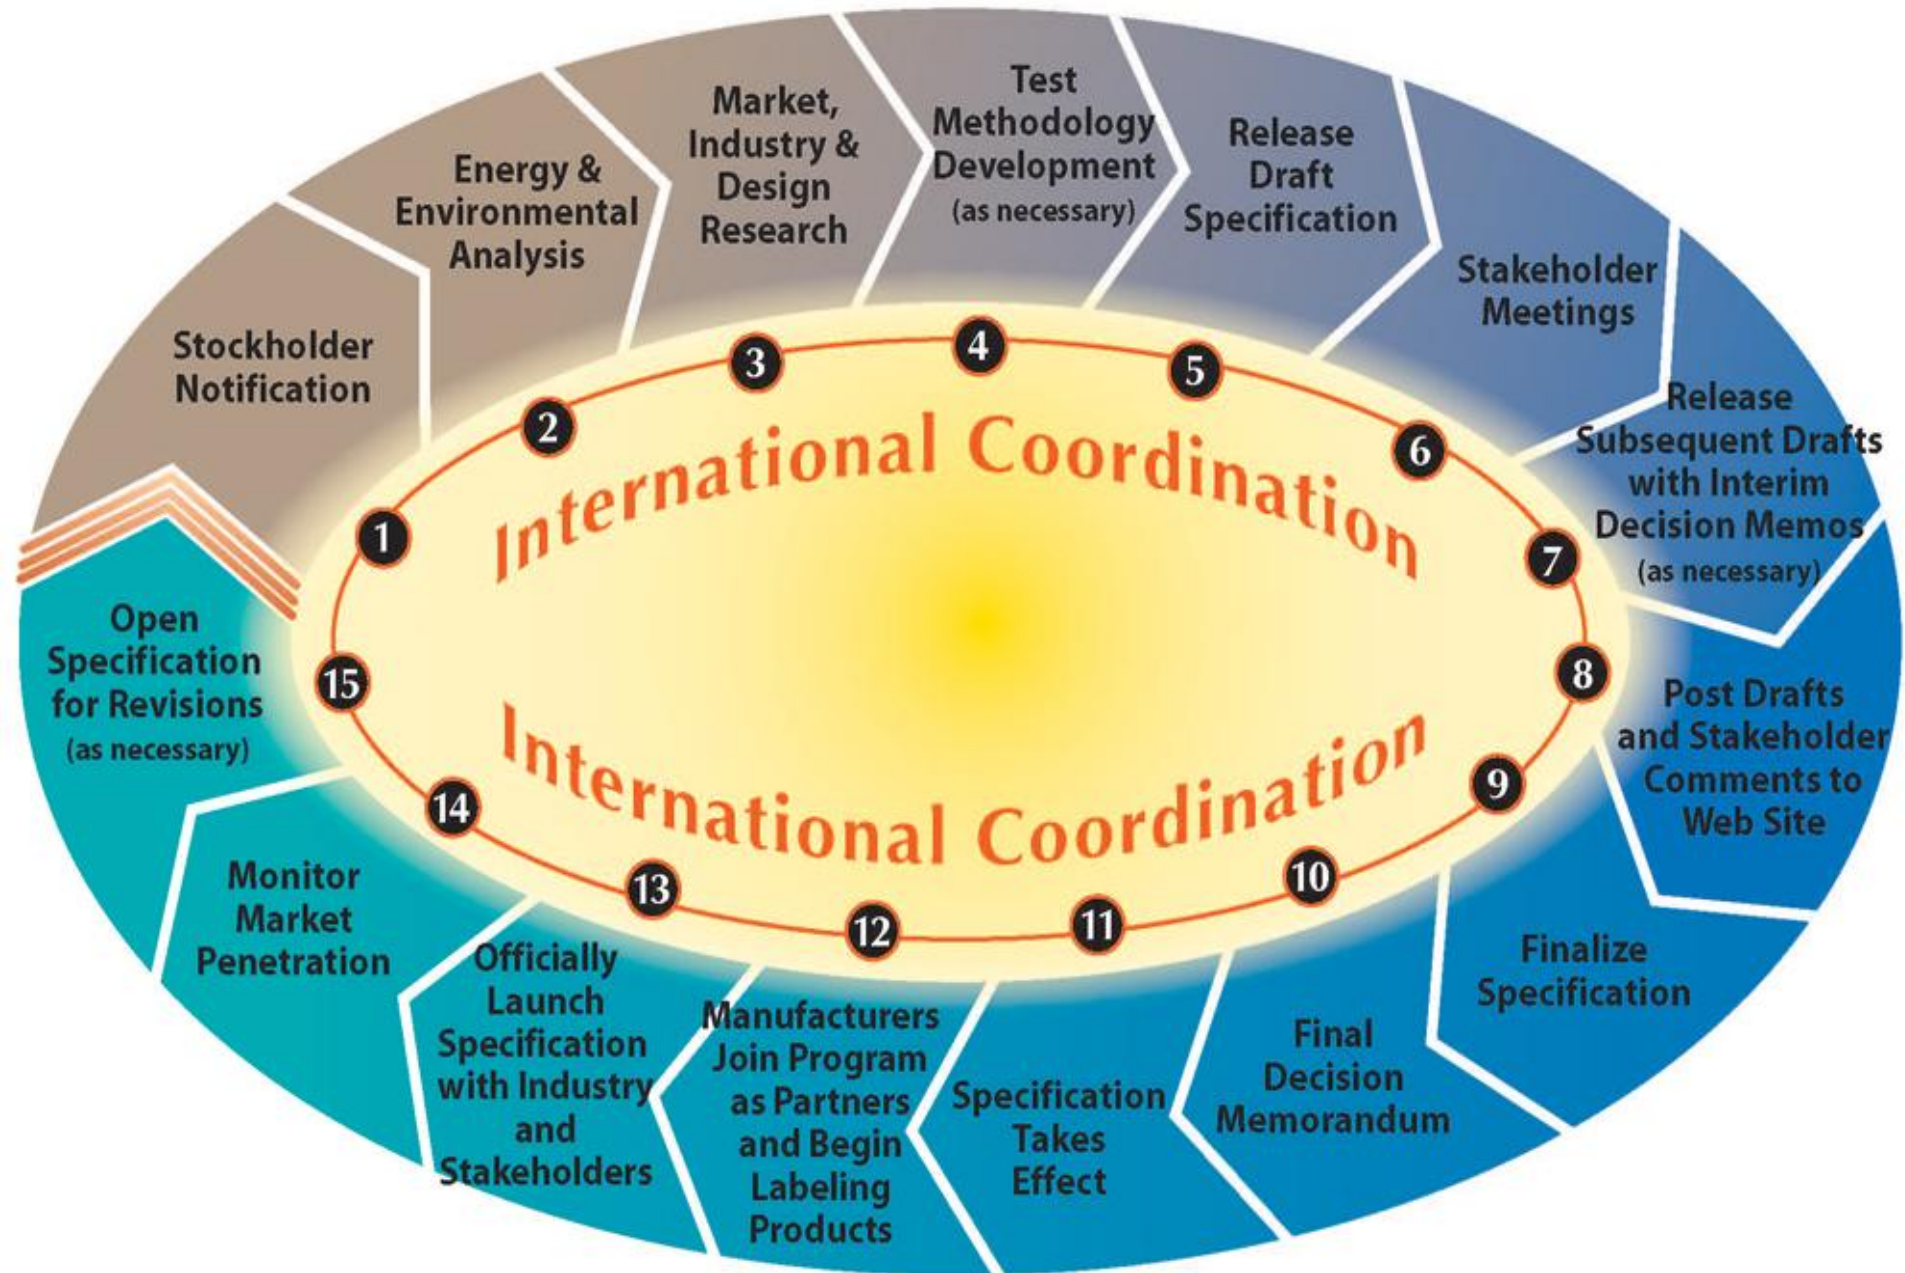 Stockholder
Notification
Energy &
Environmental
Analysis
Market,
Industry &
Design
Research
Test
Methodology
Development
(as necessary)
Release
Draft
Specification
Stakeholder
Meetings
Release
Subsequent Drafts
with Interim
Decision Memos
(as necessary)
Post Drafts
and Stakeholder
Comments to
Web Site
Finalize
Specification
Final
Decision
Memorandum
Specification
Takes
Effect
Manufacturers
Join Program
as Partners
and Begin
Labeling
Products
Officially
Launch
Specification
with Industry
and
Stakeholders
Monitor
Market
Penetration
Open
Specification
for Revisions
(as necessary)
1
2
3
4
5
6
7
8
9
10
11
12
13
14
15
International Coordination
International Coordination